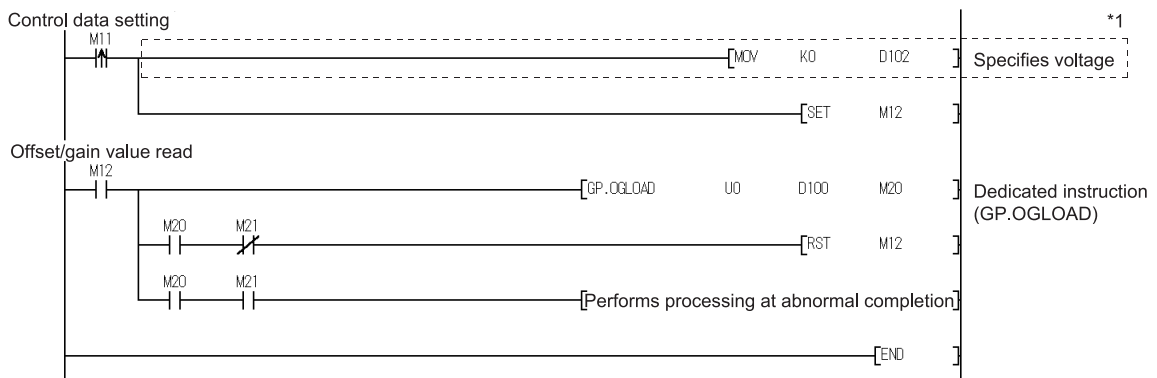 Control data setting
*1
M11
MOV K0 D102 Specifies voltage
SET M12
Offset/gain value read
M12
GP.OGLOAD U0 D100 M20 Dedicated instruction
(GP.OGLOAD)
M20 M21
RST M12
M20 M21
Performs processing at abnormal completion
END